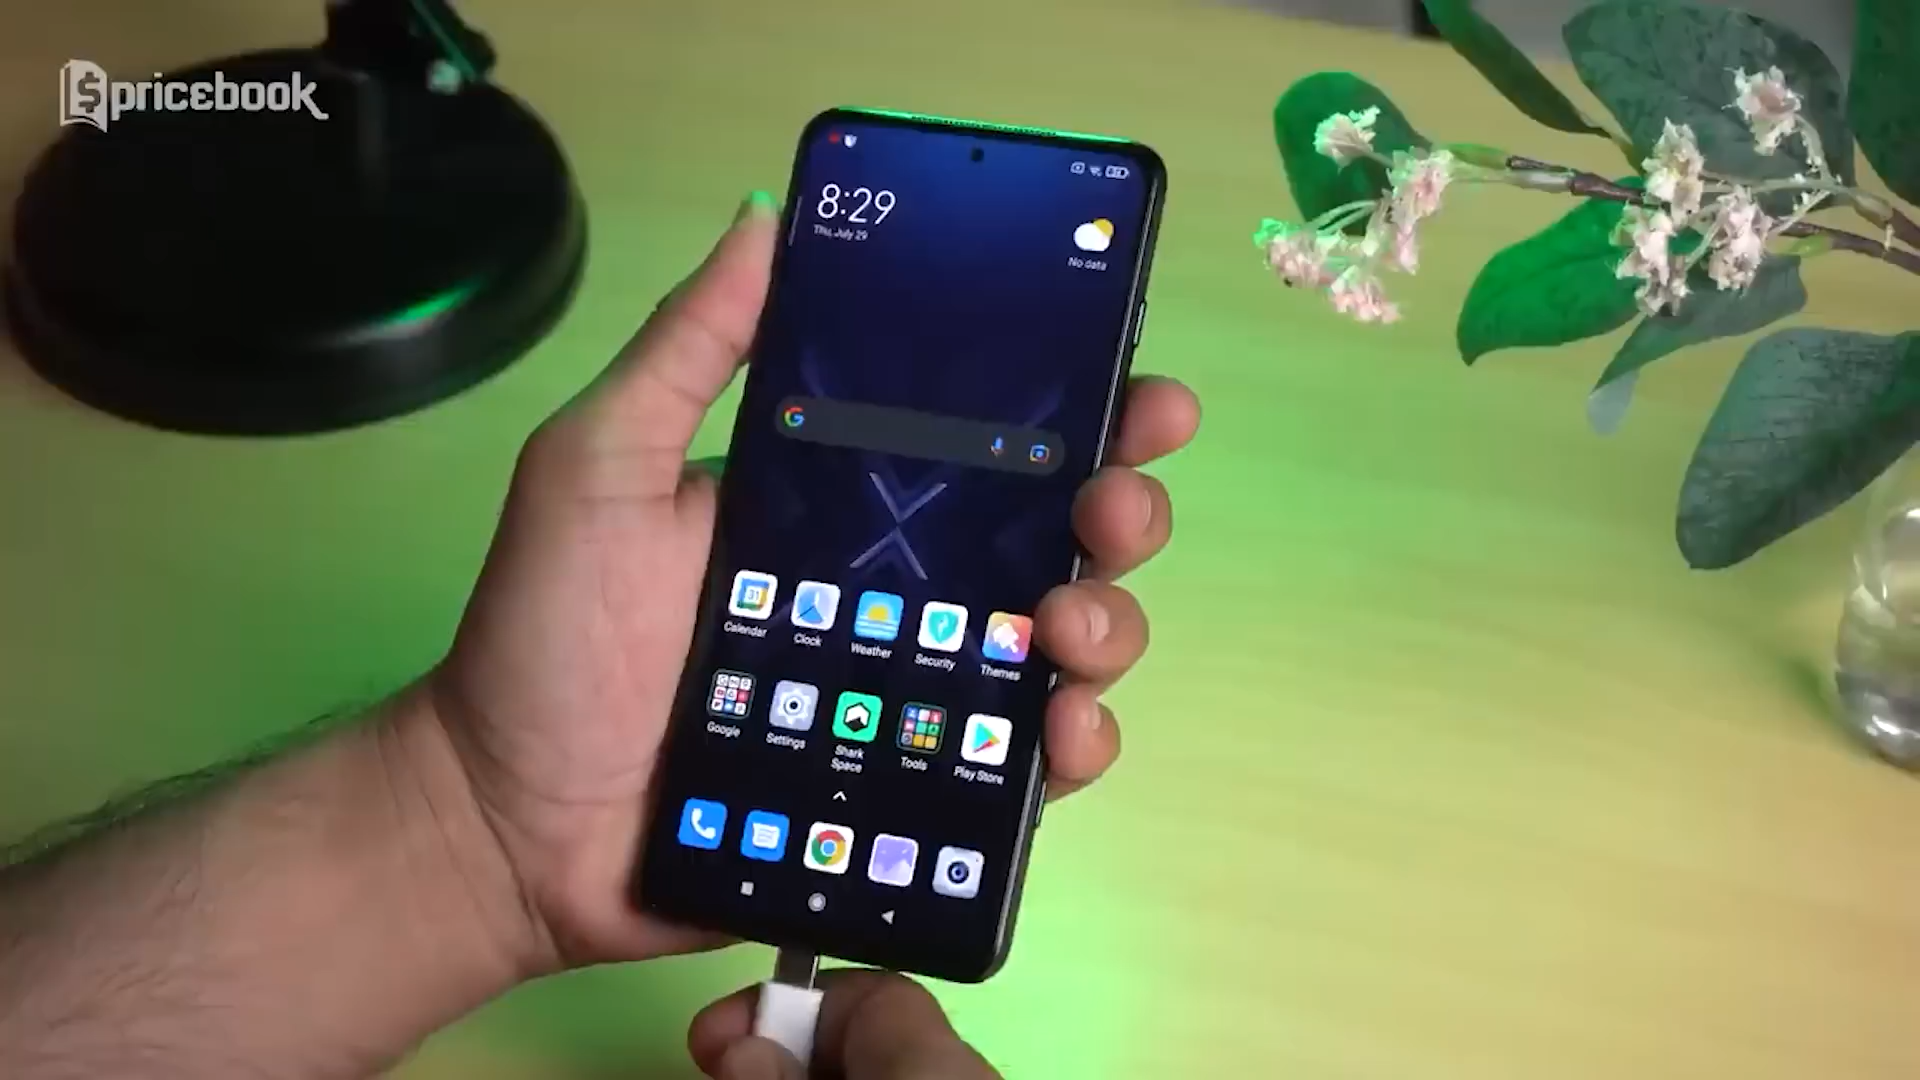 pricebook
8:29
Thu, July 29
No data
31
Calendar
Clock
Weather
Security
Themes
Google
Settings
Shark
Space
Tools
Play Store